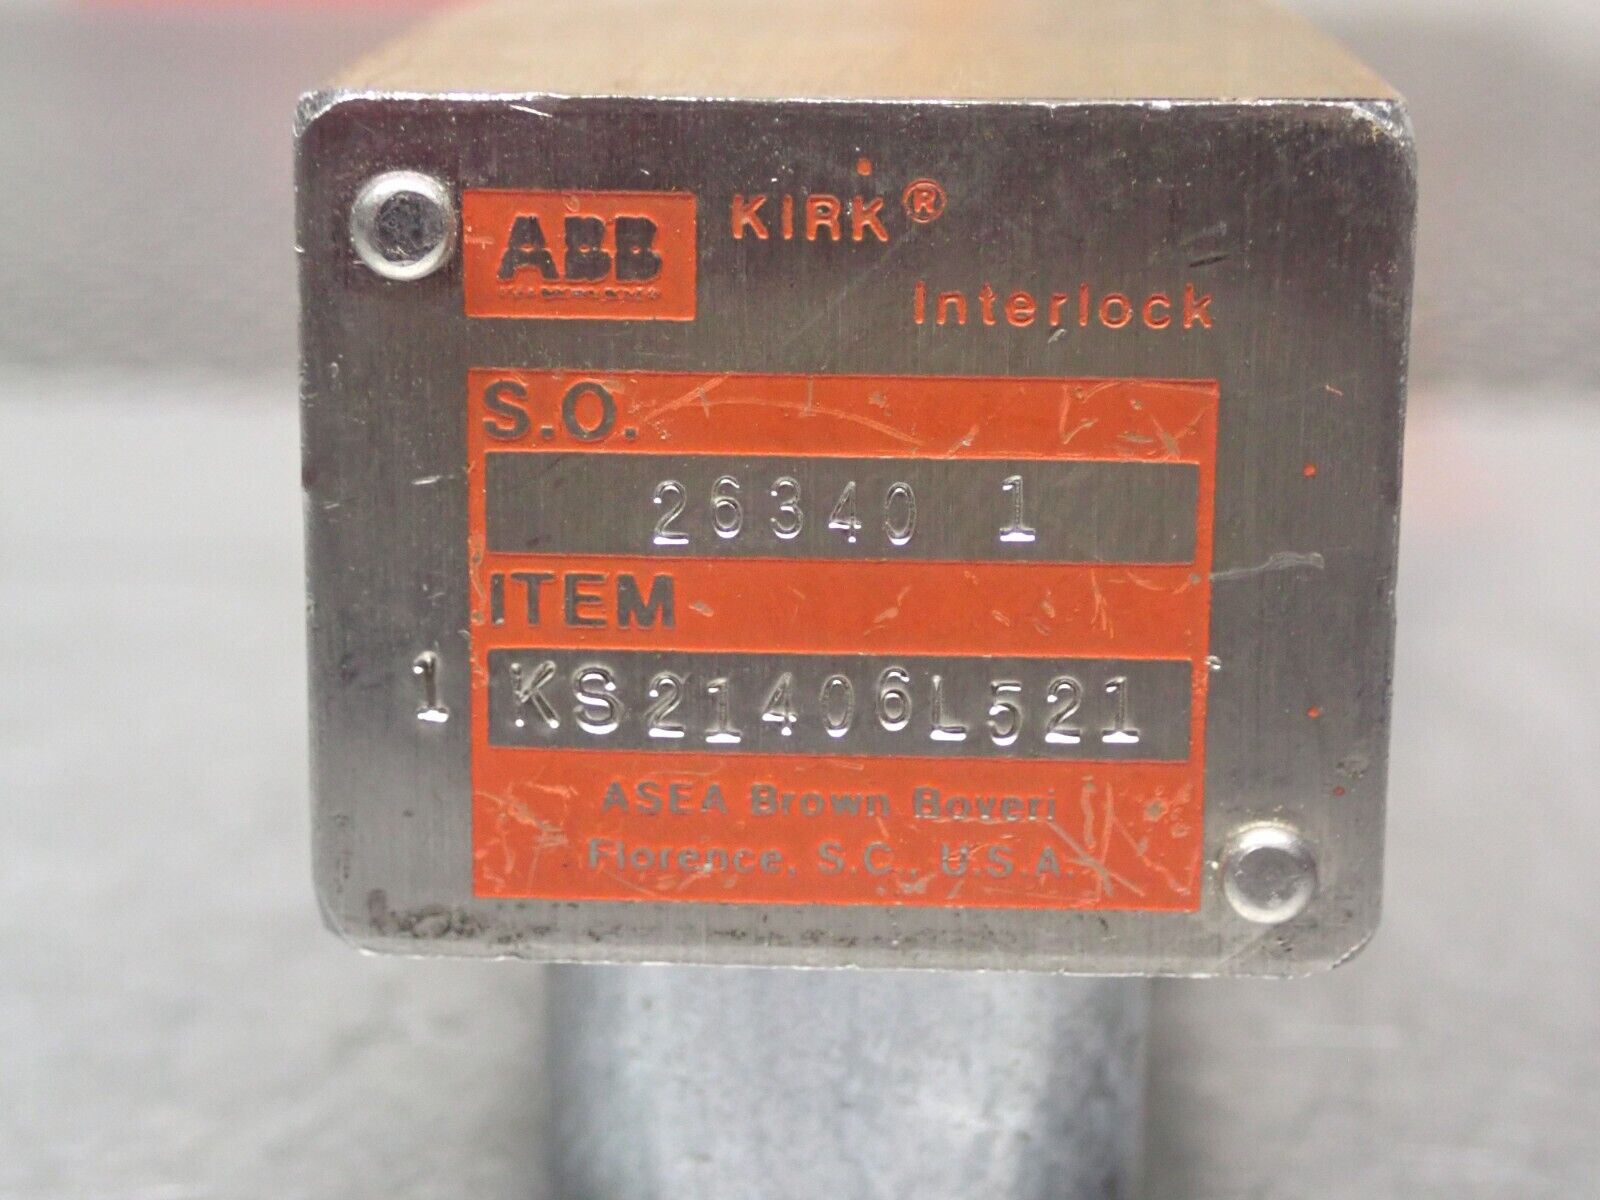 ABB
KIRK®
Interlock
S.O.
26340 1
ITEM
1 KS21406L521
ASEA Brown Boveri
Florence, S.C., U.S.A.